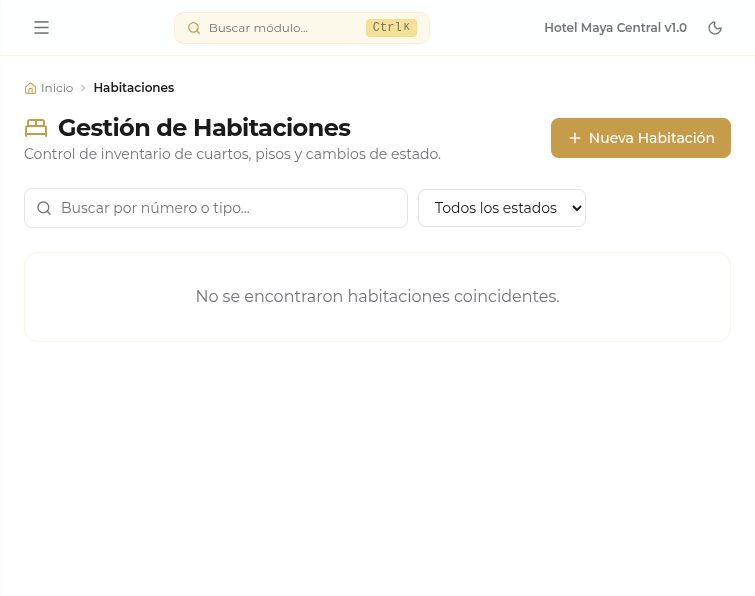 Buscar módulo...
Ctrl K
Hotel Maya Central v1.0
Inicio
Habitaciones
Gestión de Habitaciones
Control de inventario de cuartos, pisos y cambios de estado.
Nueva Habitación
Buscar por número o tipo...
Todos los estados
No se encontraron habitaciones coincidentes.